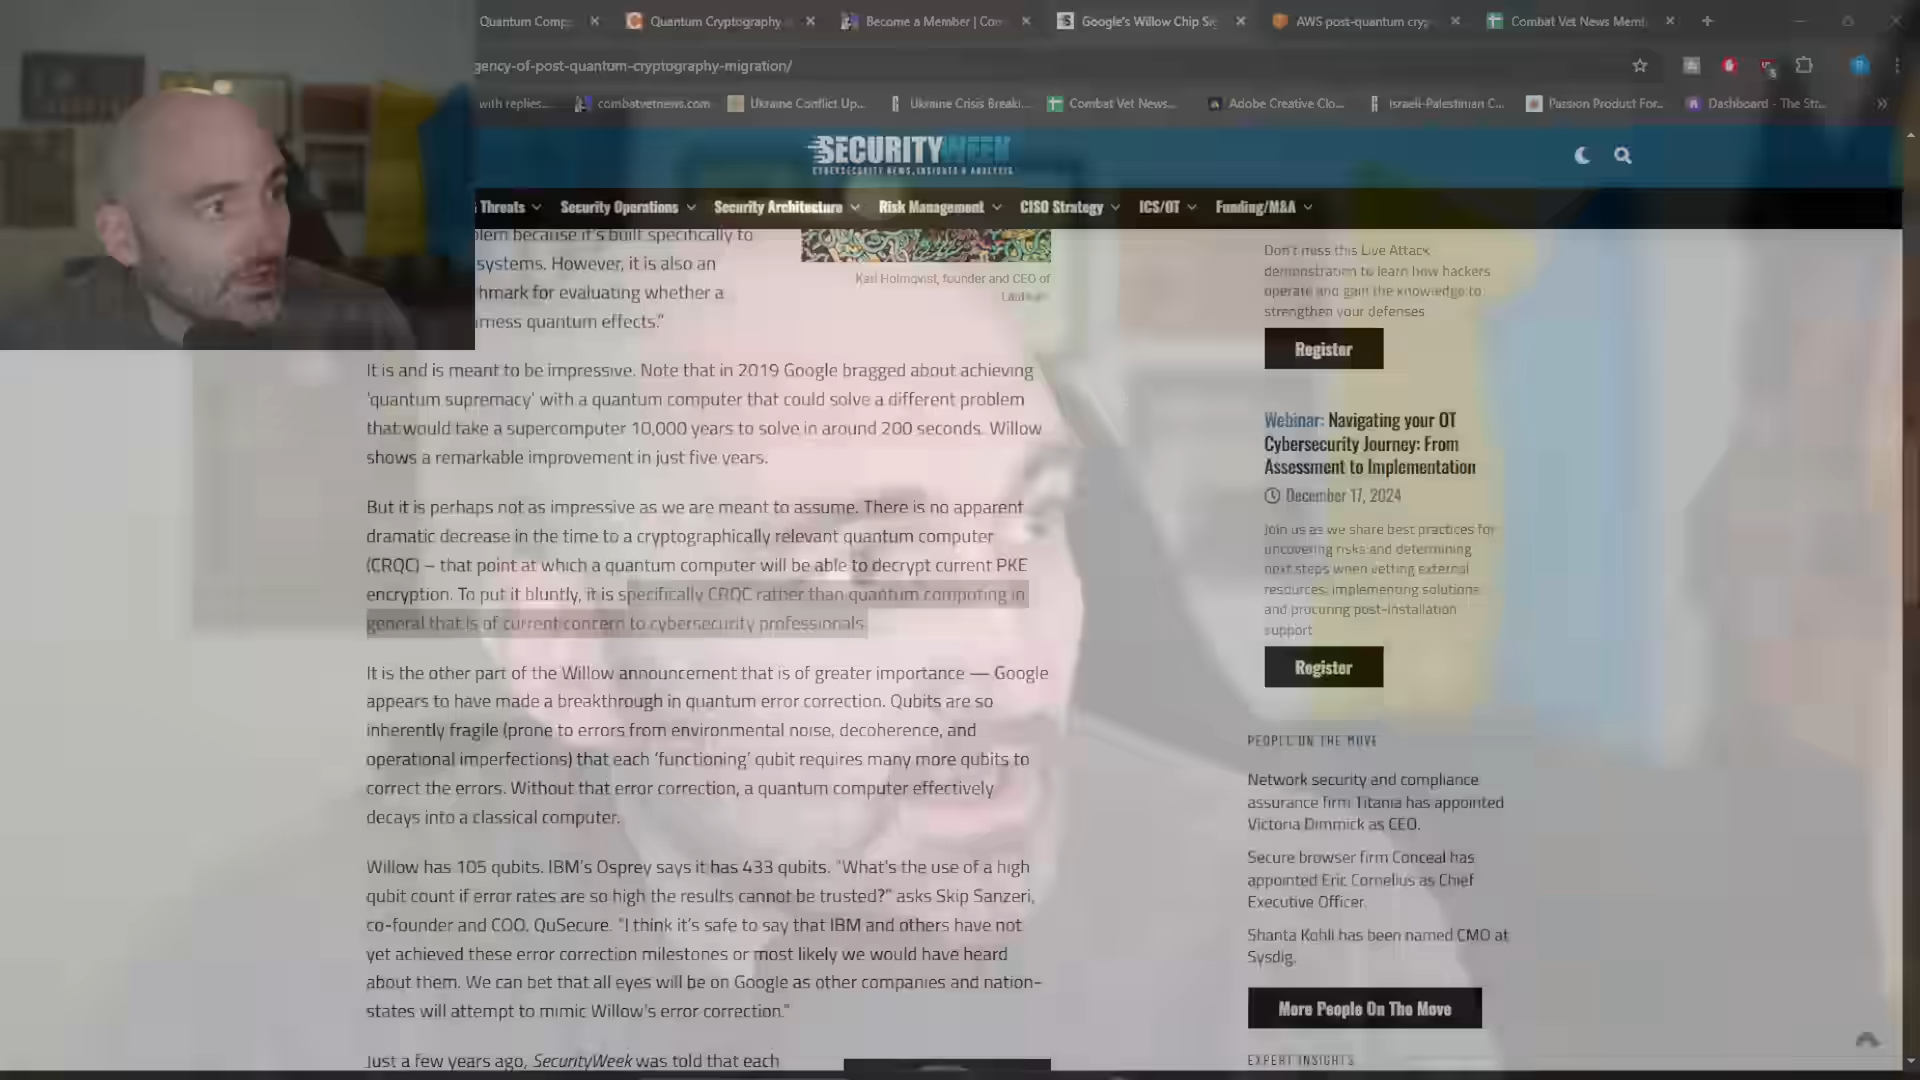 Quantum Comp
Quantum Cryptography
Become a Member | Co
Google's Willow Chip Si
AWS post-quantum cryp
Combat Vet News Mem
gency-of-post-quantum-cryptography-migration/
with replies...
combatvetnews.com
Ukraine Conflict Up...
Ukraine Crisis Breaki...
Combat Vet News...
Adobe Creative Clo...
Israeli-Palestinian C...
Passion Product For...
Dashboard - The Str...
SECURITYWEEK
CYBERSECURITY NEWS, INSIGHTS & ANALYSIS
Threats
Security Operations
Security Architecture
Risk Management
CISO Strategy
ICS/OT
Funding/M&A
lem because it's built specifically to
systems. However, it is also an
hmark for evaluating whether a
rness quantum effects."
Karl Holmqvist, founder and CEO of
It is and is meant to be impressive. Note that in 2019 Google bragged about achieving
'quantum supremacy' with a quantum computer that could solve a different problem
that would take a supercomputer 10,000 years to solve in around 200 seconds. Willow
shows a remarkable improvement in just five years.
But it is perhaps not as impressive as we are meant to assume. There is no apparent
dramatic decrease in the time to a cryptographically relevant quantum computer
(CRQC) – that point at which a quantum computer will be able to decrypt current PKE
encryption. To put it bluntly, it is specifically CRQC rather than quantum computing in
general that is of current concern to cybersecurity professionals.
It is the other part of the Willow announcement that is of greater importance — Google
appears to have made a breakthrough in quantum error correction. Qubits are so
inherently fragile (prone to errors from environmental noise, decoherence, and
operational imperfections) that each 'functioning' qubit requires many more qubits to
correct the errors. Without that error correction, a quantum computer effectively
decays into a classical computer.
Willow has 105 qubits. IBM's Osprey says it has 433 qubits. "What's the use of a high
qubit count if error rates are so high the results cannot be trusted?" asks Skip Sanzeri,
co-founder and COO, QuSecure. "I think it's safe to say that IBM and others have not
yet achieved these error correction milestones or most likely we would have heard
about them. We can bet that all eyes will be on Google as other companies and nation-
states will attempt to mimic Willow's error correction."
Just a few years ago, SecurityWeek was told that each
Don't miss this Live Attack
demonstration to learn how hackers
operate and gain the knowledge to
strengthen your defenses
Register
Webinar: Navigating your OT
Cybersecurity Journey: From
Assessment to Implementation
December 17, 2024
Join us as we share best practices for
uncovering risks and determining
next steps when vetting external
resources, implementing solutions,
and procuring post-installation
support
Register
PEOPLE ON THE MOVE
Network security and compliance
assurance firm Titania has appointed
Victoria Dimmick as CEO.
Secure browser firm Conceal has
appointed Eric Cornelius as Chief
Executive Officer.
Shanta Kohli has been named CMO at
Sysdig.
More People On The Move
EXPERT INSIGHTS